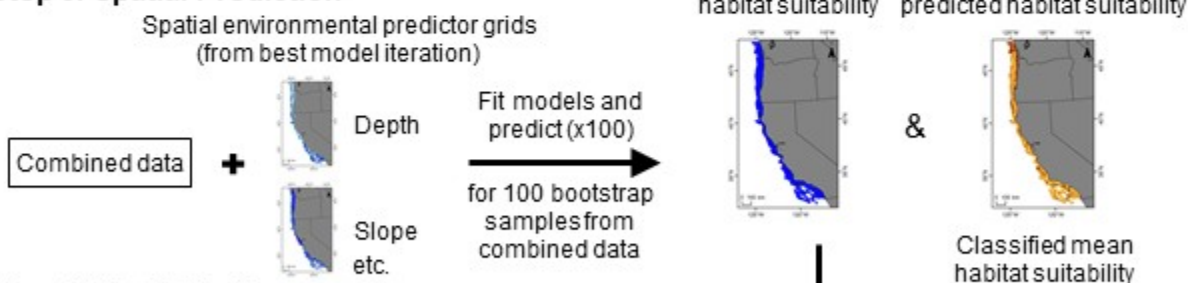 habitat suitability
predicted habitat suitability
Spatial environmental predictor grids
(from best model iteration)
Combined data
+
Depth
Slope
etc.
Fit models and
predict (x100)
for 100 bootstrap
samples from
combined data
&
Classified mean
habitat suitability